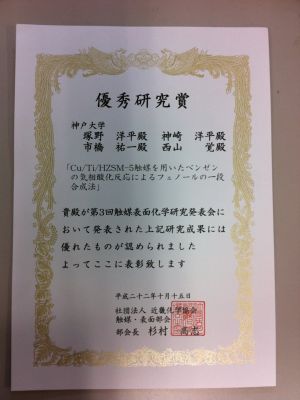 優秀研究賞
神戸大学
塚野 洋平殿 神崎 洋平殿
市橋 祐一殿 西山 覚殿
「Cu/Ti/HZSM-5触媒を用いたベンゼン
の気相酸化反応によるフェノールの一段
合成法」
貴殿が第3回触媒表面化学研究発表会に
おいて発表された上記研究成果には
優れたものが認められました
よってここに表彰致します
平成二十二年十月十五日
社団法人 近畿化学協会
触媒・表面部会
部会長 杉村 高志